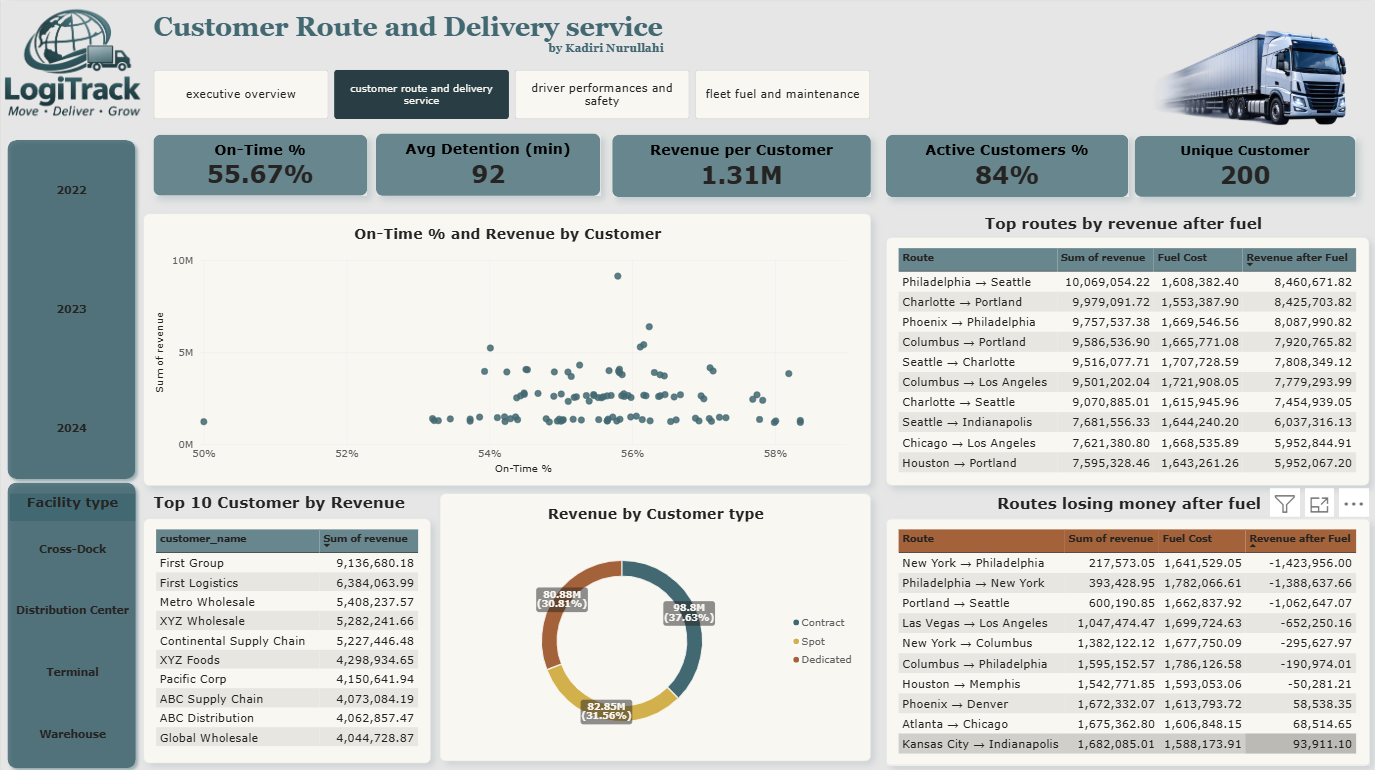 LogiTrack
Move • Deliver • Grow
Customer Route and Delivery service
by Kadiri Nurullahi
executive overview
customer route and delivery
service
driver performances and
safety
fleet fuel and maintenance
2022
2023
2024
On-Time %
55.67%
Avg Detention (min)
92
Revenue per Customer
1.31M
Active Customers %
84%
Unique Customer
200
On-Time % and Revenue by Customer
Sum of revenue
10M
5M
0M
50% 52% 54% 56% 58%
On-Time %
Top routes by revenue after fuel
Route Sum of revenue Fuel Cost Revenue after Fuel
Philadelphia → Seattle 10,069,054.22 1,608,382.40 8,460,671.82
Charlotte → Portland 9,979,091.72 1,553,387.90 8,425,703.82
Phoenix → Philadelphia 9,757,537.38 1,669,546.56 8,087,990.82
Columbus → Portland 9,586,536.90 1,665,771.08 7,920,765.82
Seattle → Charlotte 9,516,077.71 1,707,728.59 7,808,349.12
Columbus → Los Angeles 9,501,202.04 1,721,908.05 7,779,293.99
Charlotte → Seattle 9,070,885.01 1,615,945.96 7,454,939.05
Seattle → Indianapolis 7,681,556.33 1,644,240.20 6,037,316.13
Chicago → Los Angeles 7,621,380.80 1,668,535.89 5,952,844.91
Houston → Portland 7,595,328.46 1,643,261.26 5,952,067.20
Facility type
Cross-Dock
Distribution Center
Terminal
Warehouse
Top 10 Customer by Revenue
customer_name Sum of revenue
First Group 9,136,680.18
First Logistics 6,384,063.99
Metro Wholesale 5,408,237.57
XYZ Wholesale 5,282,241.66
Continental Supply Chain 5,227,446.48
XYZ Foods 4,298,934.65
Pacific Corp 4,150,641.94
ABC Supply Chain 4,073,084.19
ABC Distribution 4,062,857.47
Global Wholesale 4,044,728.87
Revenue by Customer type
80.88M
(30.81%)
98.8M
(37.63%)
82.85M
(31.56%)
Contract
Spot
Dedicated
Routes losing money after fuel
Route Sum of revenue Fuel Cost Revenue after Fuel
New York → Philadelphia 217,573.05 1,641,529.05 -1,423,956.00
Philadelphia → New York 393,428.95 1,782,066.61 -1,388,637.66
Portland → Seattle 600,190.85 1,662,837.92 -1,062,647.07
Las Vegas → Los Angeles 1,047,474.47 1,699,724.63 -652,250.16
New York → Columbus 1,382,122.12 1,677,750.09 -295,627.97
Columbus → Philadelphia 1,595,152.57 1,786,126.58 -190,974.01
Houston → Memphis 1,542,771.85 1,593,053.06 -50,281.21
Phoenix → Denver 1,672,332.07 1,613,793.72 58,538.35
Atlanta → Chicago 1,675,362.80 1,606,848.15 68,514.65
Kansas City → Indianapolis 1,682,085.01 1,588,173.91 93,911.10